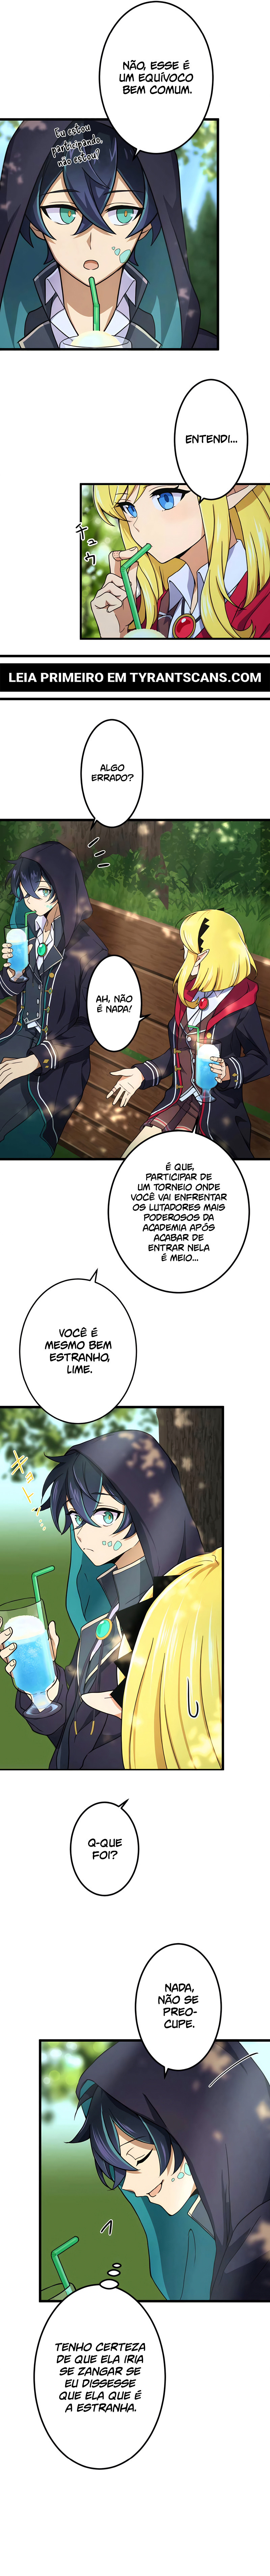 NÃO, ESSE É
UM EQUÍVOCO
BEM COMUM.
Eu estou
participando,
não estou?
ENTENDI...
チュウ
LEIA PRIMEIRO EM TYRANTSCANS.COM
ALGO
ERRADO?
AH, NÃO
É NADA!
É QUE,
PARTICIPAR DE
UM TORNEIO ONDE
VOCÊ VAI ENFRENTAR
OS LUTADORES MAIS
PODEROSOS DA
ACADEMIA APÓS
ACABAR DE
ENTRAR NELA
É MEIO...
VOCÊ É
MESMO BEM
ESTRANHO,
LIME.
Q-QUE
FOI?
NADA,
NÃO SE
PREO-
CUPE.
TENHO CERTEZA
DE QUE ELA IRIA
SE ZANGAR SE
EU DISSESSE
QUE ELA QUE É
A ESTRANHA.